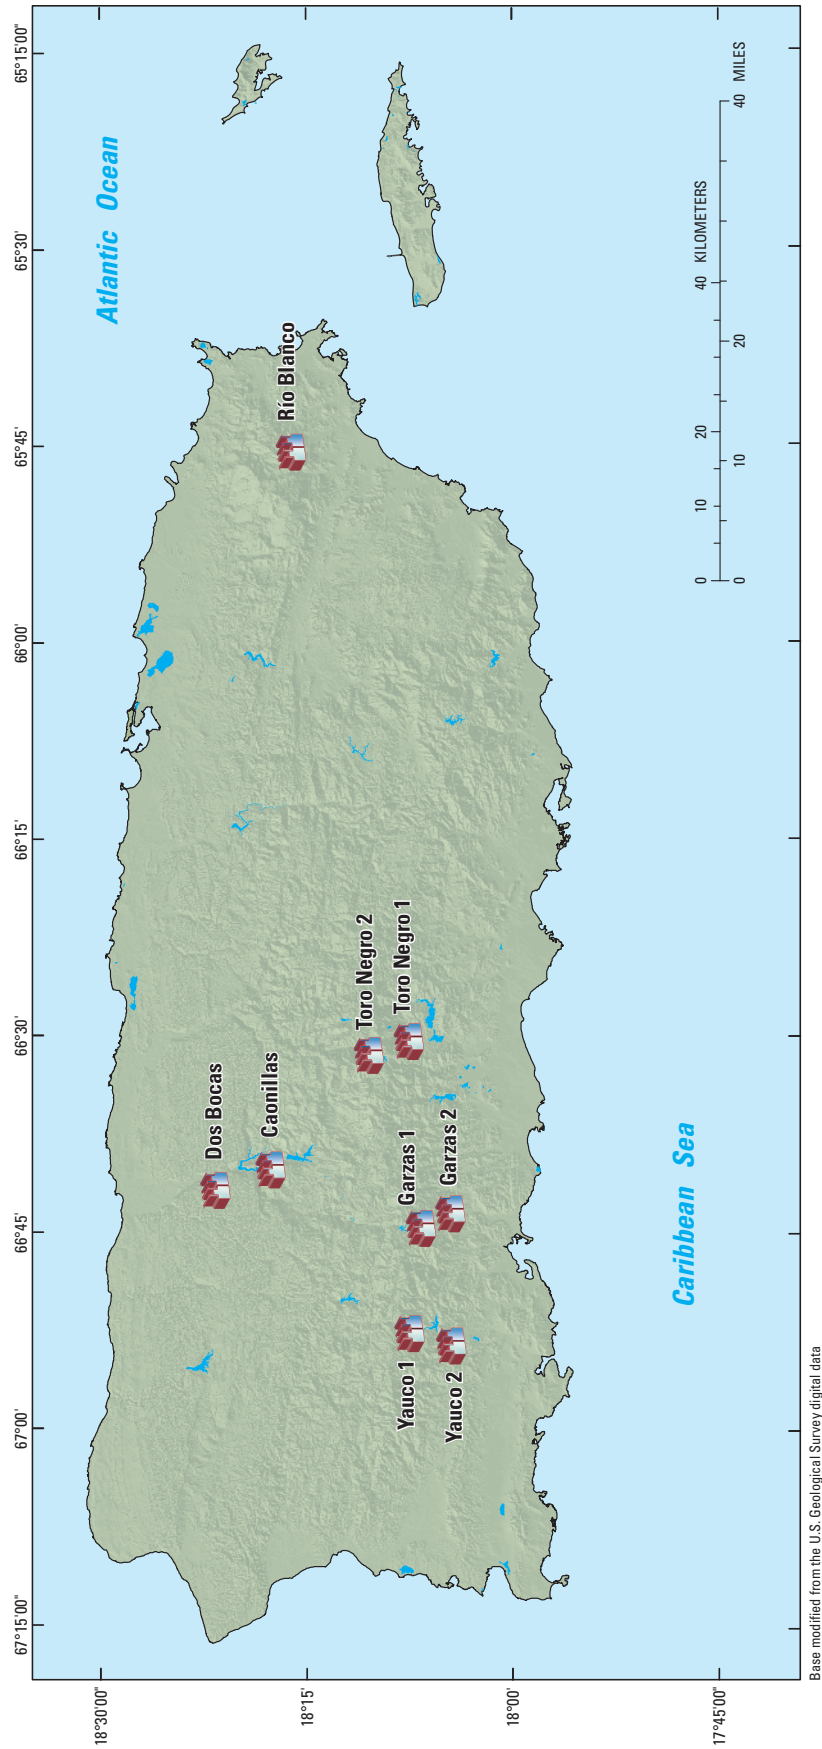 67°15'00"
67°00'
66°45'
66°30'
66°15'
66°00'
65°45'
65°30'
65°15'00"
18°30'00"
18°15'
18°00'
17°45'00"
Atlantic Ocean
Dos Bocas
Caonillas
Río Blanco
Toro Negro 2
Toro Negro 1
Garzas 1
Garzas 2
Yauco 1
Yauco 2
Caribbean Sea
0 10 20 40 KILOMETERS
0 10 20 40 MILES
Base modified from the U.S. Geological Survey digital data